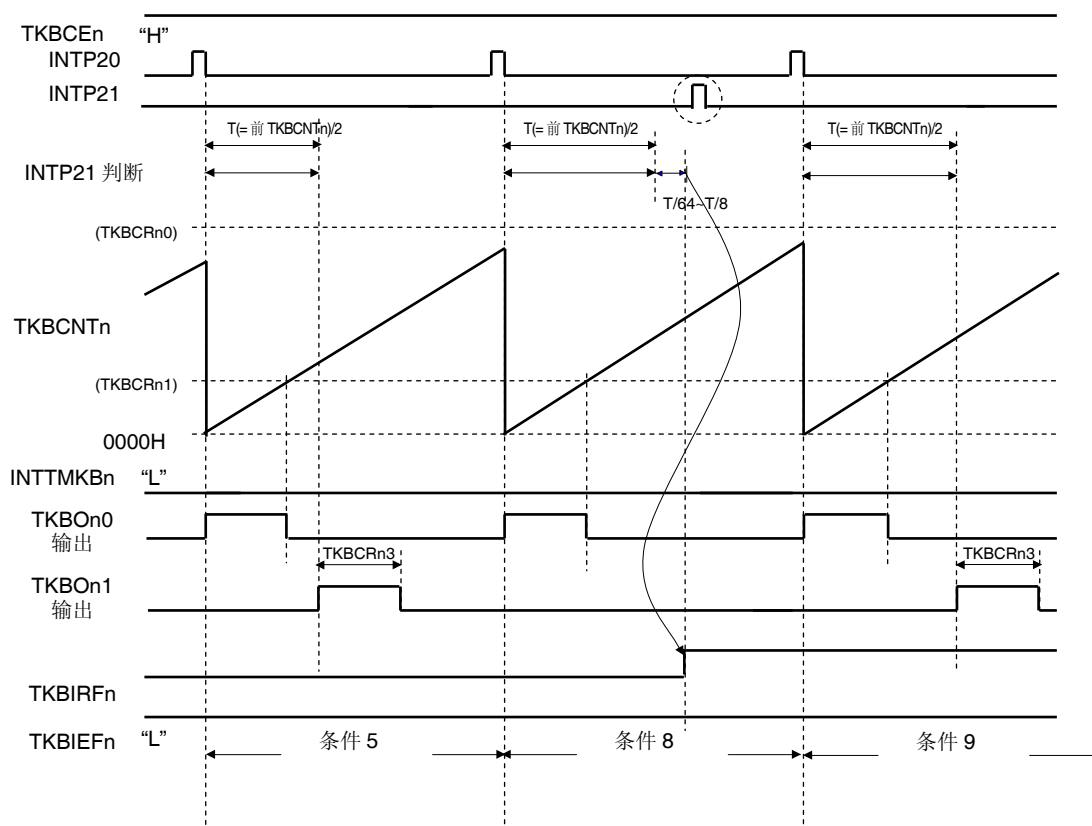 TKBCEn “H”
INTP20
INTP21
T(= 前 TKBCNTn)/2 T(= 前 TKBCNTn)/2 T(= 前 TKBCNTn)/2
INTP21 判断
T/64~T/8
(TKBCRn0)
TKBCNTn
(TKBCRn1)
0000H
INTTMKBn “L”
TKBOn0
输出
TKBCRn3 TKBCRn3
TKBOn1
输出
TKBIRFn
TKBIEFn “L” 条件 5 条件 8 条件 9